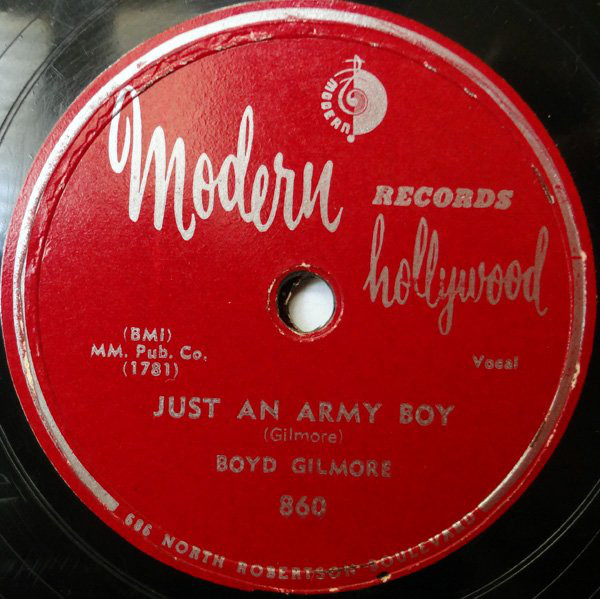 MODERN
Modern
RECORDS
hollywood
(BMI)
MM. Pub. Co.
(1781)
Vocal
JUST AN ARMY BOY
(Gilmore)
BOYD GILMORE
860
686 NORTH ROBERTSON BOULEVARD